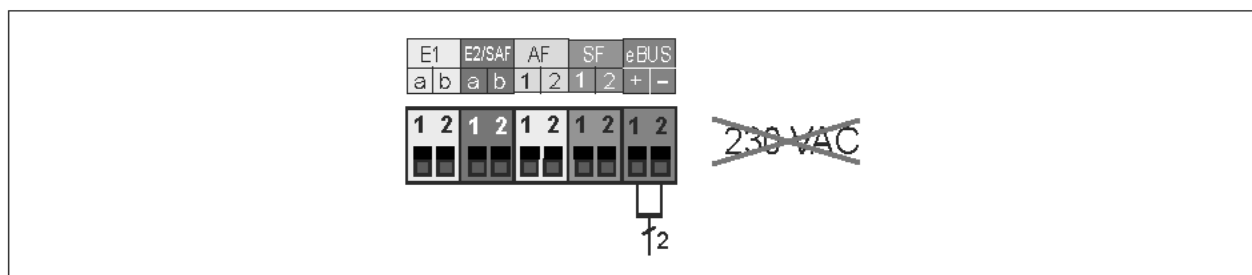 E1 E2/SAF AF SF eBUS
a b a b 1 2 1 2 + −
1 2 1 2 1 2 1 2 1 2
230 VAC
2